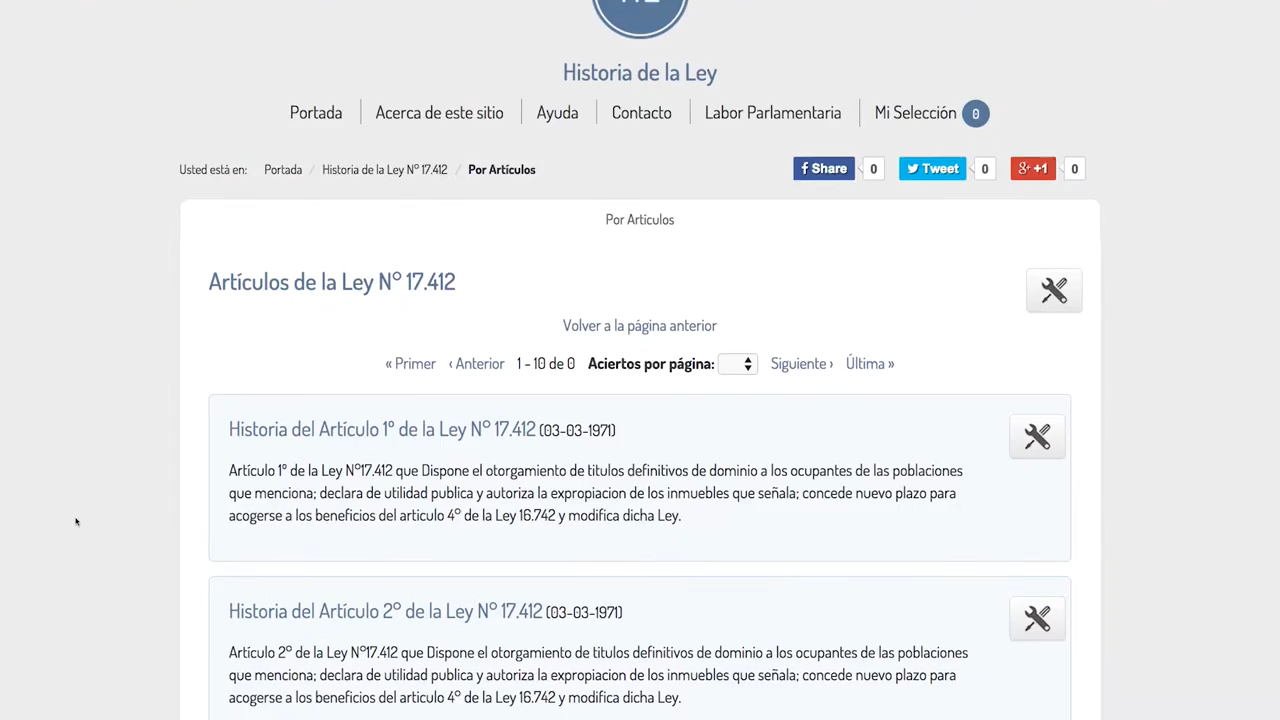 Historia de la Ley
Portada
Acerca de este sitio
Ayuda
Contacto
Labor Parlamentaria
Mi Selección 0
Usted está en: Portada / Historia de la Ley Nº 17.412 / Por Artículos
Share 0
Tweet 0
+1 0
Por Artículos
Artículos de la Ley Nº 17.412
Volver a la página anterior
« Primer ‹ Anterior 1 - 10 de 0 Aciertos por página: Siguiente › Última »
Historia del Artículo 1º de la Ley Nº 17.412 (03-03-1971)
Artículo 1º de la Ley Nº17.412 que Dispone el otorgamiento de titulos definitivos de dominio a los ocupantes de las poblaciones
que menciona; declara de utilidad publica y autoriza la expropiacion de los inmuebles que señala; concede nuevo plazo para
acogerse a los beneficios del articulo 4° de la Ley 16.742 y modifica dicha Ley.
Historia del Artículo 2° de la Ley Nº 17.412 (03-03-1971)
Artículo 2° de la Ley Nº17.412 que Dispone el otorgamiento de titulos definitivos de dominio a los ocupantes de las poblaciones
que menciona; declara de utilidad publica y autoriza la expropiacion de los inmuebles que señala; concede nuevo plazo para
acogerse a los beneficios del articulo 4° de la Ley 16.742 y modifica dicha Ley.